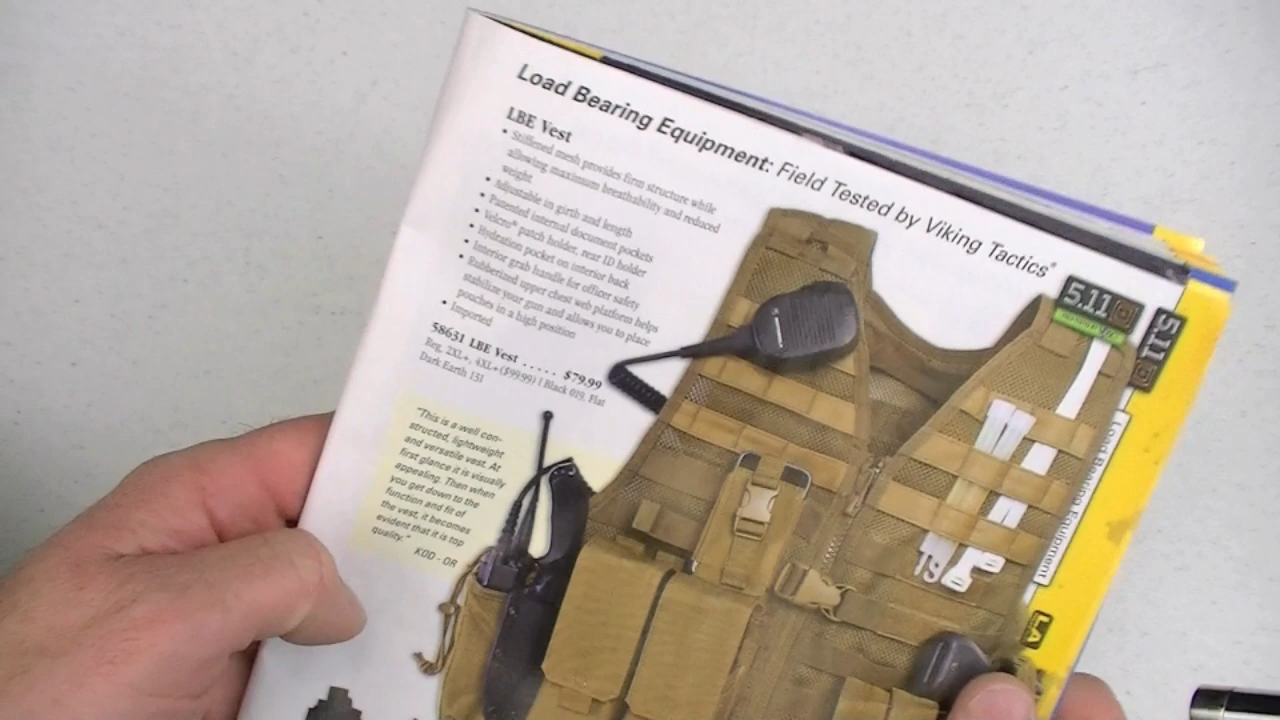 Load Bearing Equipment: Field Tested by Viking Tactics®
LBE Vest
• Stiffened mesh provides firm structure while
allowing maximum breathability and reduced
weight
• Adjustable in girth and length
• Patented internal document pockets
• Velcro® patch holder, rear ID holder
• Hydration pocket on interior back
• Interior grab handle for officer safety
• Rubberized upper chest web platform helps
stabilize your gun and allows you to place
pouches in a high position
• Imported
58631 LBE Vest . . . . . $79.99
Reg, 2XL+, 4XL+ ($99.99) | Black 019, Flat
Dark Earth 131
"This is a well con-
structed, lightweight
and versatile vest. At
first glance it is visually
appealing. Then when
you get down to the
function and fit of
the vest, it becomes
evident that it is top
quality."
KOD - OR
5.11
5.11
Load Bearing Equipment
LA